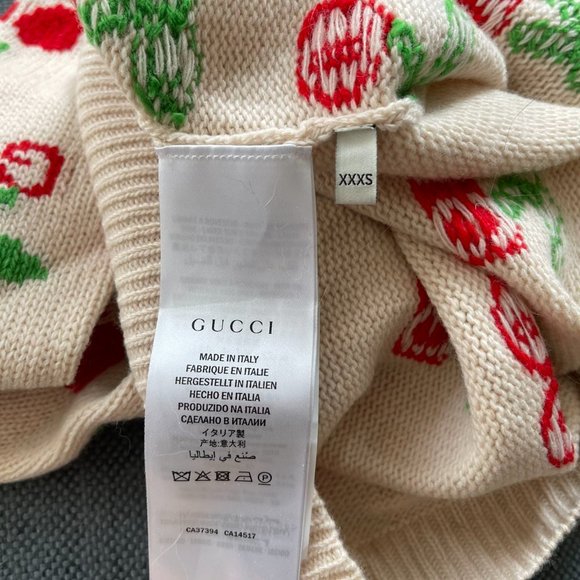 XXXS
GUCCI
MADE IN ITALY
FABRIQUE EN ITALIE
HERGESTELLT IN ITALIEN
HECHO EN ITALIA
PRODUZIDO NA ITALIA
СДЕЛАНО В ИТАЛИИ
イタリア製
产地:意大利
صنع في إيطاليا
CA37394 CA14517